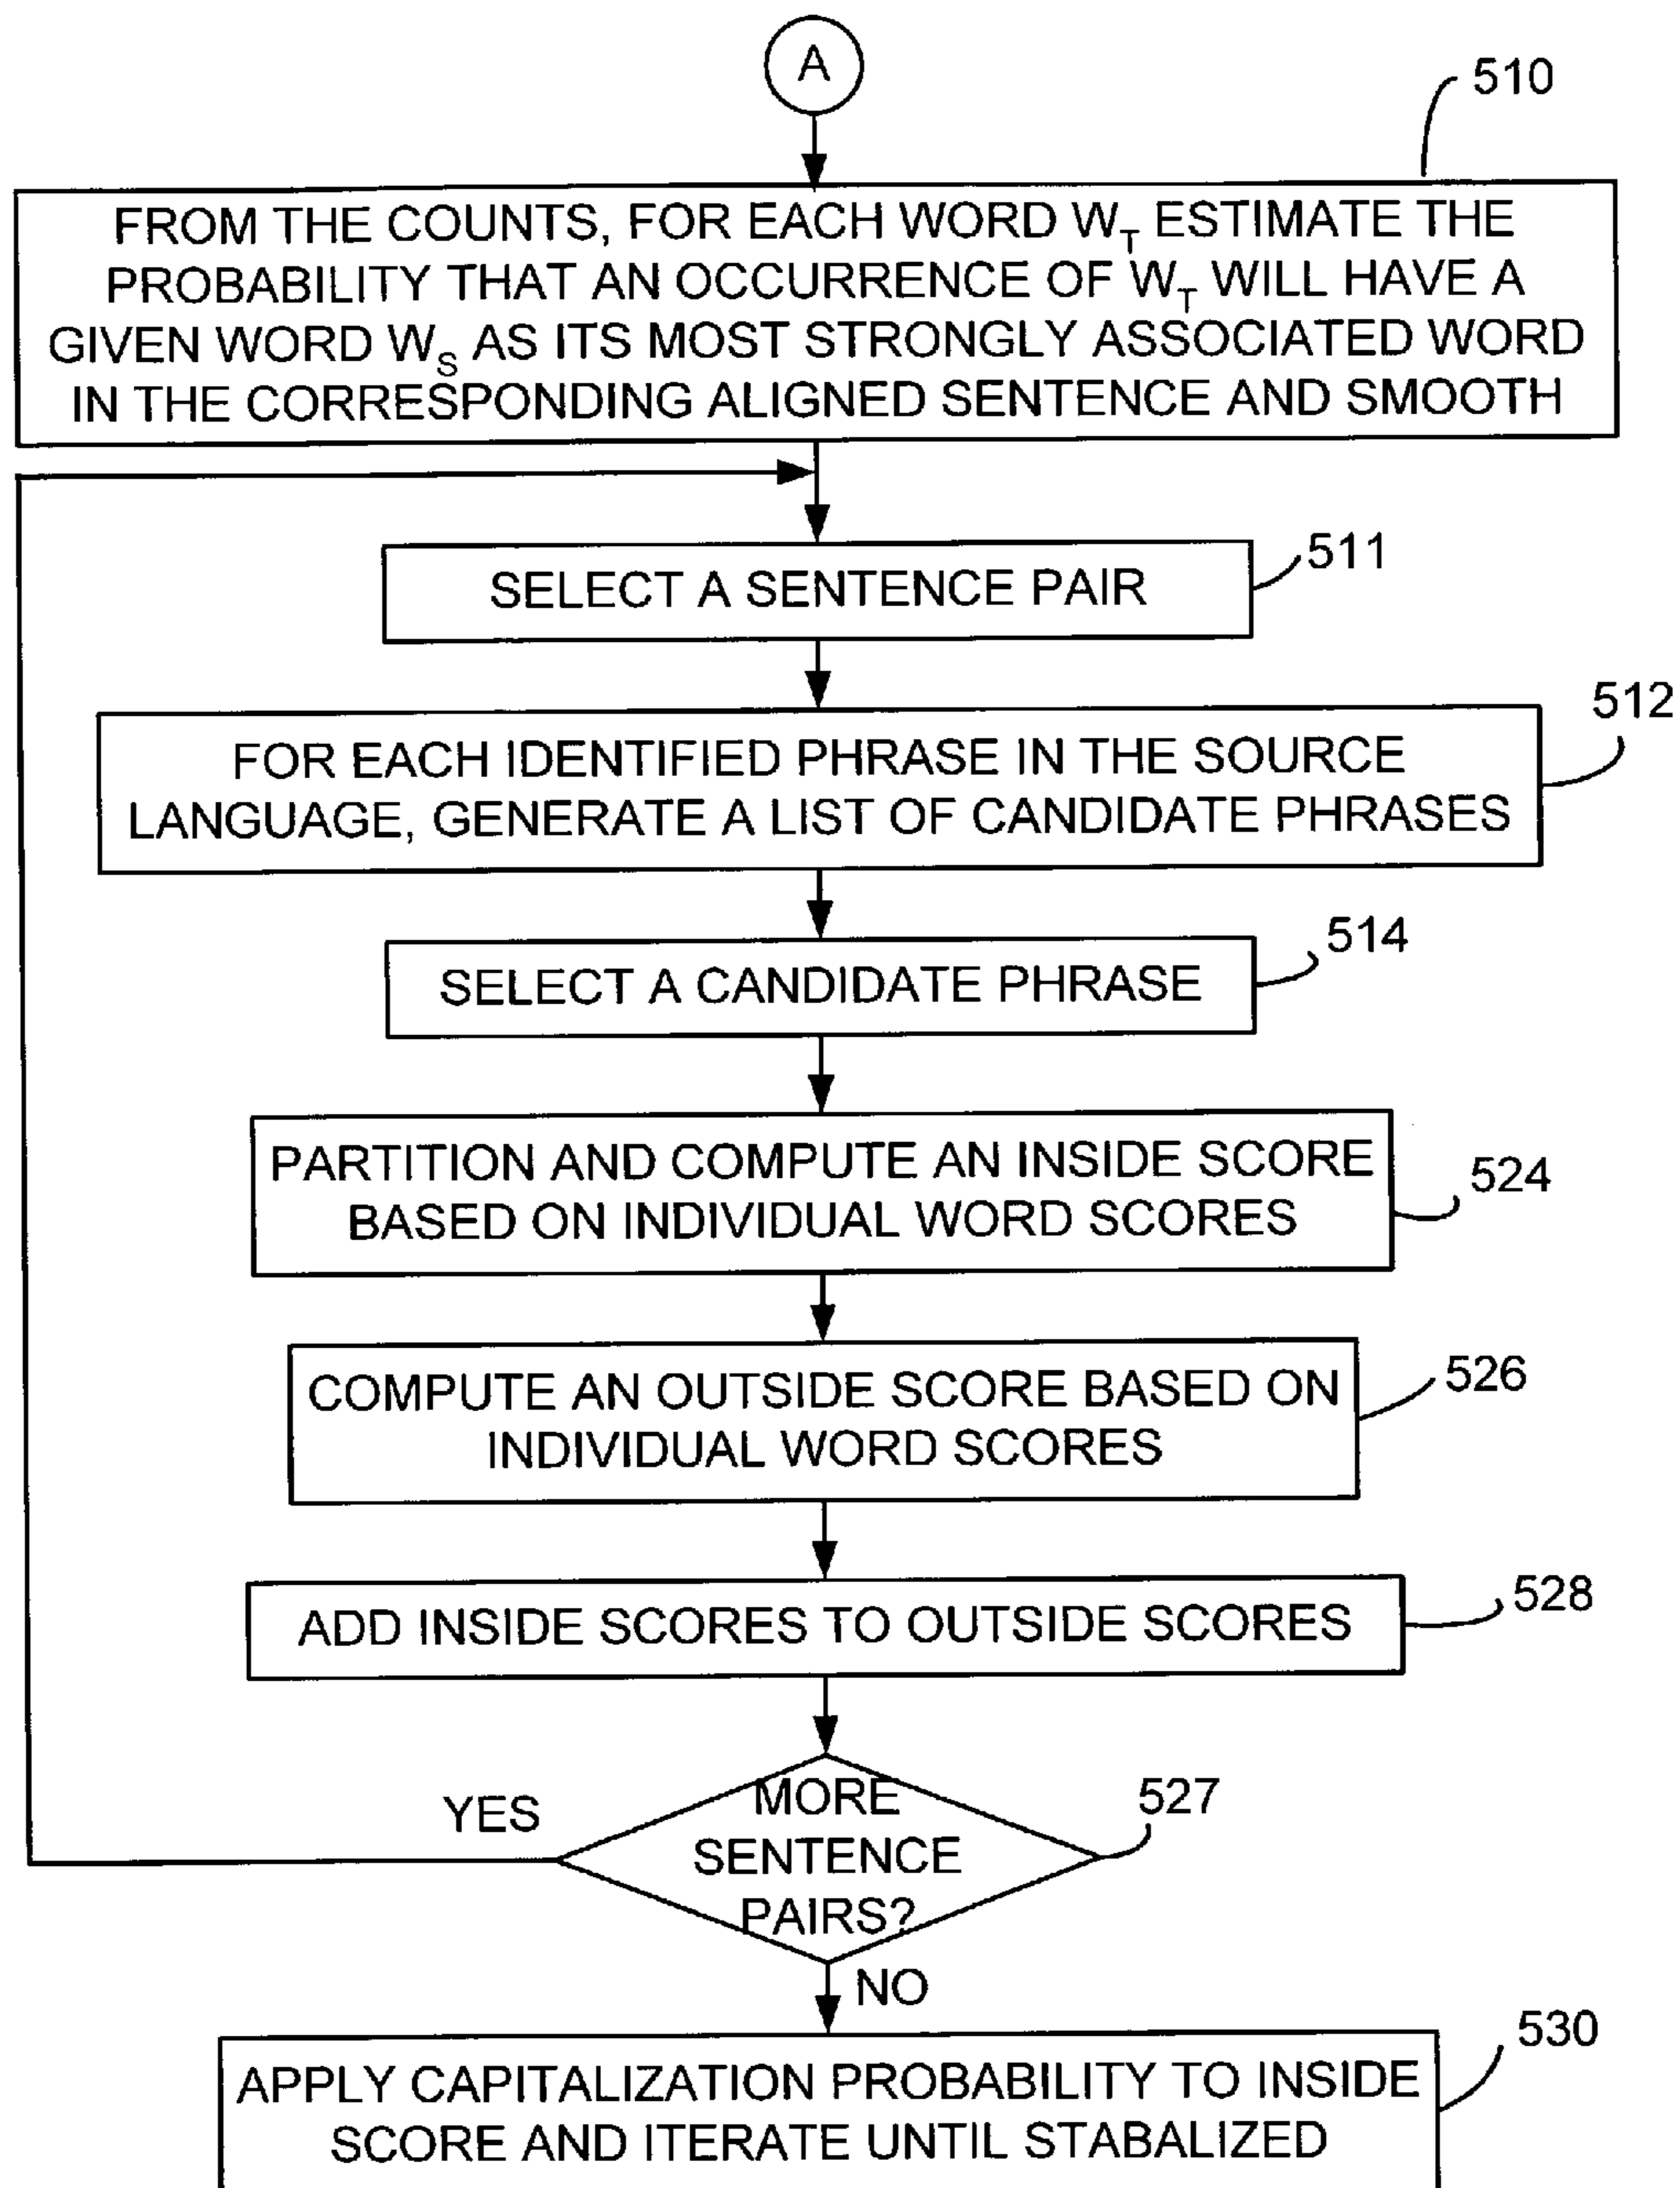 A
510
FROM THE COUNTS, FOR EACH WORD W_T ESTIMATE THE
PROBABILITY THAT AN OCCURRENCE OF W_T WILL HAVE A
GIVEN WORD W_S AS ITS MOST STRONGLY ASSOCIATED WORD
IN THE CORRESPONDING ALIGNED SENTENCE AND SMOOTH
511
SELECT A SENTENCE PAIR
512
FOR EACH IDENTIFIED PHRASE IN THE SOURCE
LANGUAGE, GENERATE A LIST OF CANDIDATE PHRASES
514
SELECT A CANDIDATE PHRASE
PARTITION AND COMPUTE AN INSIDE SCORE
524
BASED ON INDIVIDUAL WORD SCORES
526
COMPUTE AN OUTSIDE SCORE BASED ON
INDIVIDUAL WORD SCORES
528
ADD INSIDE SCORES TO OUTSIDE SCORES
527
YES
MORE
SENTENCE
PAIRS?
NO
530
APPLY CAPITALIZATION PROBABILITY TO INSIDE
SCORE AND ITERATE UNTIL STABALIZED